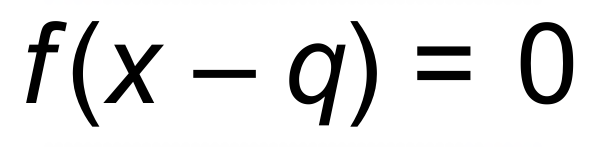 f(x − q) = 0